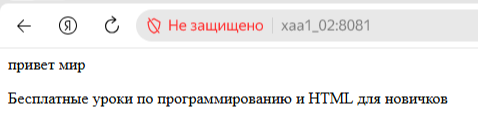 Не защищено xaa1_02:8081
привет мир
Бесплатные уроки по программированию и HTML для новичков